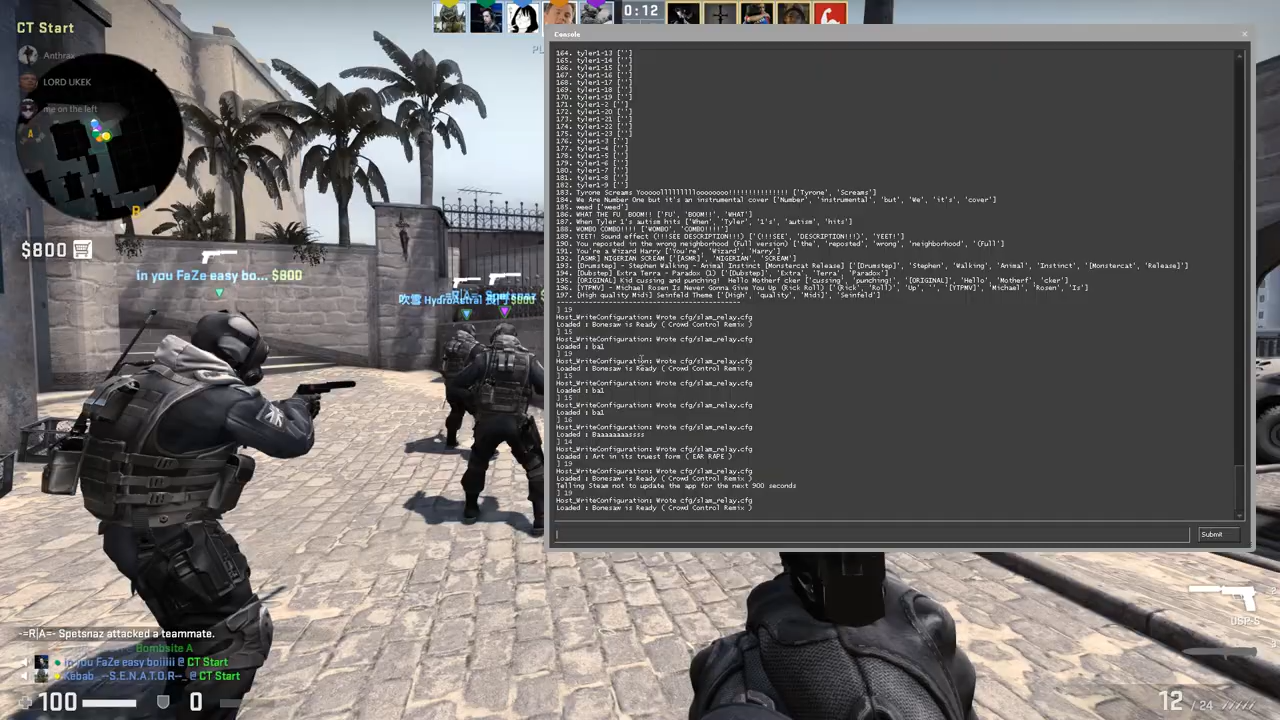 CT Start
Anthrax
LORD UKEK
me on the left
A
B
$800
in you FaZe easy bo... $800
0:12
Console
164. tyler1-13 ['']
165. tyler1-14 ['']
166. tyler1-15 ['']
167. tyler1-16 ['']
168. tyler1-17 ['']
169. tyler1-18 ['']
170. tyler1-19 ['']
171. tyler1-2 ['']
172. tyler1-20 ['']
173. tyler1-21 ['']
174. tyler1-22 ['']
175. tyler1-23 ['']
176. tyler1-3 ['']
177. tyler1-4 ['']
178. tyler1-5 ['']
179. tyler1-6 ['']
180. tyler1-7 ['']
181. tyler1-8 ['']
182. tyler1-9 ['']
183. Tyrone Screams Yooooollllllllloooooooo!!!!!!!!!!!!!!! ['Tyrone', 'Screams']
184. We Are Number One but it's an instrumental cover ['Number', 'instrumental', 'but', 'We', 'it's', 'cover']
185. weed ['weed']
186. WHAT THE FU  BOOM!! ['FU', 'BOOM!!', 'WHAT']
187. When Tyler 1's autism hits ['When', 'Tyler', '1's', 'autism', 'hits']
188. WOMBO COMBO!!!! ['WOMBO', 'COMBO!!!!']
189. YEET! Sound effect (!!!SEE DESCRIPTION!!!) ['(!!!SEE', 'DESCRIPTION!!!)', 'YEET!']
190. You reposted in the wrong neighborhood (Full version) ['the', 'reposted', 'wrong', 'neighborhood', '(Full']
191. You're a Wizard Harry ['You're', 'Wizard', 'Harry']
192. [ASMR] NIGERIAN SCREAM ['[ASMR]', 'NIGERIAN', 'SCREAM']
193. [Drumstep] - Stephen Walking - Animal Instinct [Monstercat Release] ['[Drumstep]', 'Stephen', 'Walking', 'Animal', 'Instinct', '[Monstercat', 'Release]']
194. [Dubstep] Extra Terra - Paradox (1) ['[Dubstep]', 'Extra', 'Terra', 'Paradox']
195. [ORIGINAL] Kid cussing and punching!  Hello Motherf cker ['cussing', 'punching!', '[ORIGINAL]', 'Hello', 'Motherf', 'cker']
196. [YTPMV] - Michael Rosen Is Never Gonna Give You Up (Rick Roll) ['(Rick', 'Roll)', 'Up', '', '[YTPMV]', 'Michael', 'Rosen', 'Is']
197. {High quality Midi} Seinfeld Theme ['{High', 'quality', 'Midi}', 'Seinfeld']
] 19
Host_WriteConfiguration: Wrote cfg/slam_relay.cfg
Loaded : Bonesaw is Ready ( Crowd Control Remix )
] 15
Host_WriteConfiguration: Wrote cfg/slam_relay.cfg
Loaded : ba1
] 19
Host_WriteConfiguration: Wrote cfg/slam_relay.cfg
Loaded : Bonesaw is Ready ( Crowd Control Remix )
] 15
Host_WriteConfiguration: Wrote cfg/slam_relay.cfg
Loaded : ba1
] 15
Host_WriteConfiguration: Wrote cfg/slam_relay.cfg
Loaded : ba1
] 16
Host_WriteConfiguration: Wrote cfg/slam_relay.cfg
Loaded : Baaaaaaassss
] 14
Host_WriteConfiguration: Wrote cfg/slam_relay.cfg
Loaded : Art in its truest form ( EAR RAPE )
] 19
Host_WriteConfiguration: Wrote cfg/slam_relay.cfg
Loaded : Bonesaw is Ready ( Crowd Control Remix )
Telling Steam not to update the app for the next 900 seconds
] 19
Host_WriteConfiguration: Wrote cfg/slam_relay.cfg
Loaded : Bonesaw is Ready ( Crowd Control Remix )
Submit
-=R|A=- Spetsnaz attacked a teammate.
Bombsite A
in you FaZe easy boiiiii @ CT Start
Kebab_--S.E.N.A.T.O.R--_ @ CT Start
100
0
USP-S
12 / 24